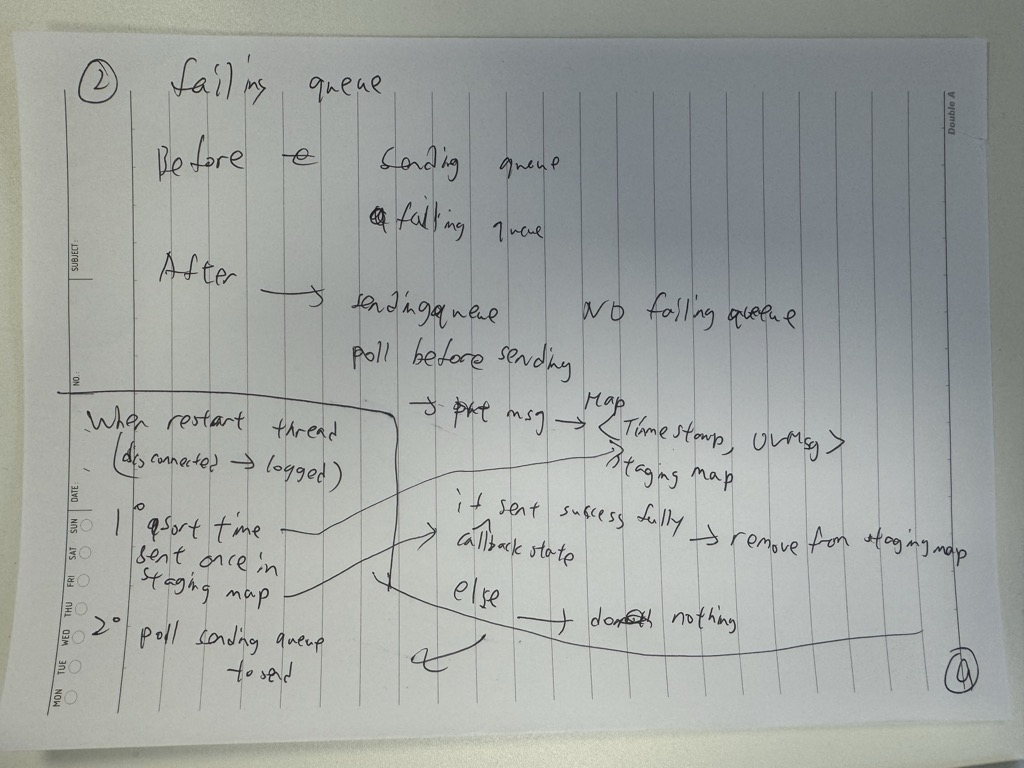 ② failing queue
Before sending queue
failing queue
After → sendingqueue NO failing queue
poll before sending
→ put msg → Map
< Timestamp, UVMsg >
staging map
if sent successfully → remove from staging map
callback state
else
→ do nothing
When restart thread
(disconnected → logged)
1° qsort time
sent once in
staging map
2° poll sending queue
to send
④
Double A
SUBJECT:
NO.:
DATE:
SUN
SAT
FRI
THU
WED
TUE
MON